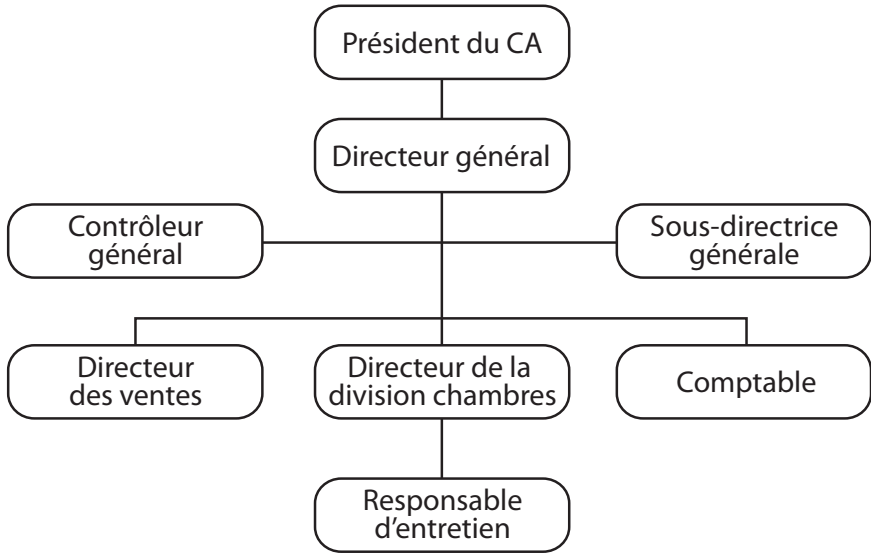 Président du CA
Directeur général
Contrôleur
général
Sous-directrice
générale
Directeur
des ventes
Directeur de la
division chambres
Comptable
Responsable
d’entretien